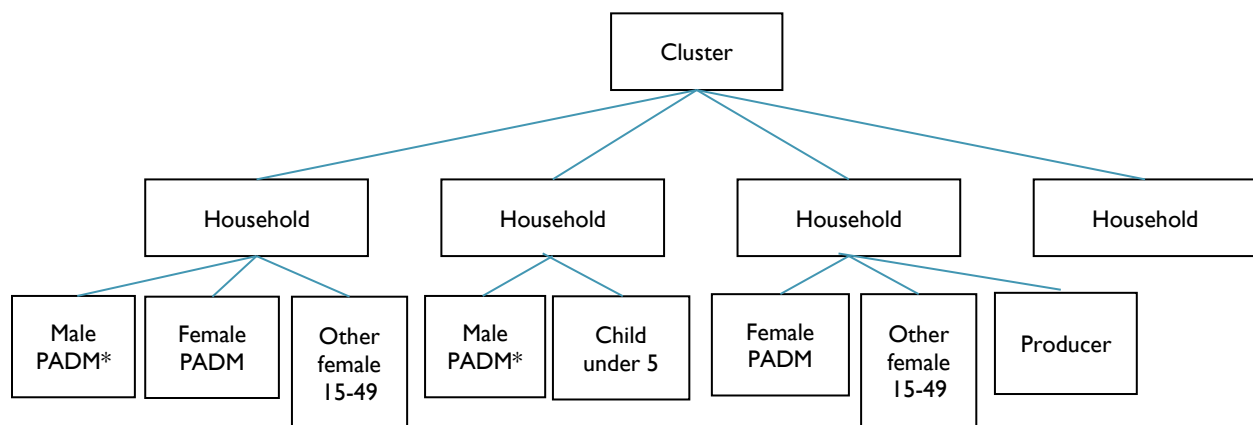 Cluster
Household
Household
Household
Household
Male
PADM*
Female
PADM
Other
female
15-49
Male
PADM*
Child
under 5
Female
PADM
Other
female
15-49
Producer